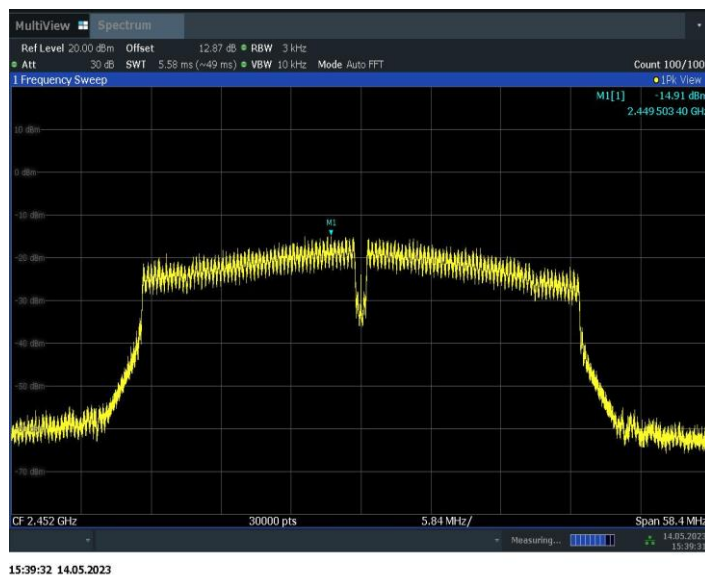 MultiView Spectrum
Ref Level 20.00 dBm Offset 12.87 dB RBW 3 kHz
Att 30 dB SWT 5.58 ms (~49 ms) VBW 10 kHz Mode Auto FFT Count 100/100
1 Frequency Sweep 1Pk View
M1[1] -14.91 dBm
2.449 503 40 GHz
10 dBm
0 dBm
-10 dBm
M1
-20 dBm
-30 dBm
-40 dBm
-50 dBm
-70 dBm
CF 2.452 GHz 30000 pts 5.84 MHz/ Span 58.4 MHz
Measuring... 14.05.2023
15:39:31
15:39:32 14.05.2023